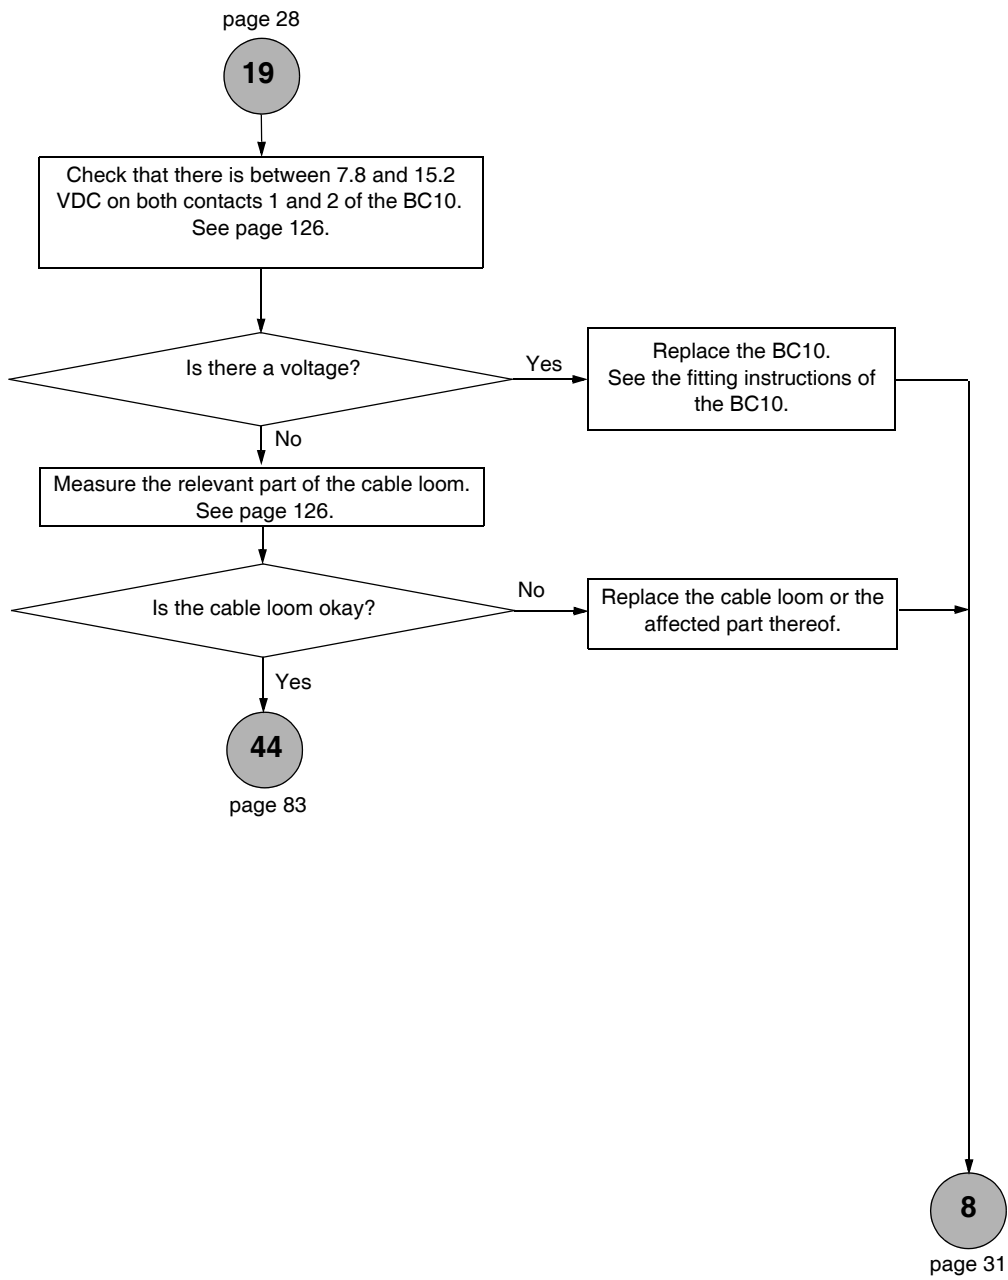 page 28
19
Check that there is between 7.8 and 15.2
VDC on both contacts 1 and 2 of the BC10.
See page 126.
Is there a voltage?
Yes
Replace the BC10.
See the fitting instructions of
the BC10.
No
Measure the relevant part of the cable loom.
See page 126.
Is the cable loom okay?
No
Replace the cable loom or the
affected part thereof.
Yes
44
page 83
8
page 31